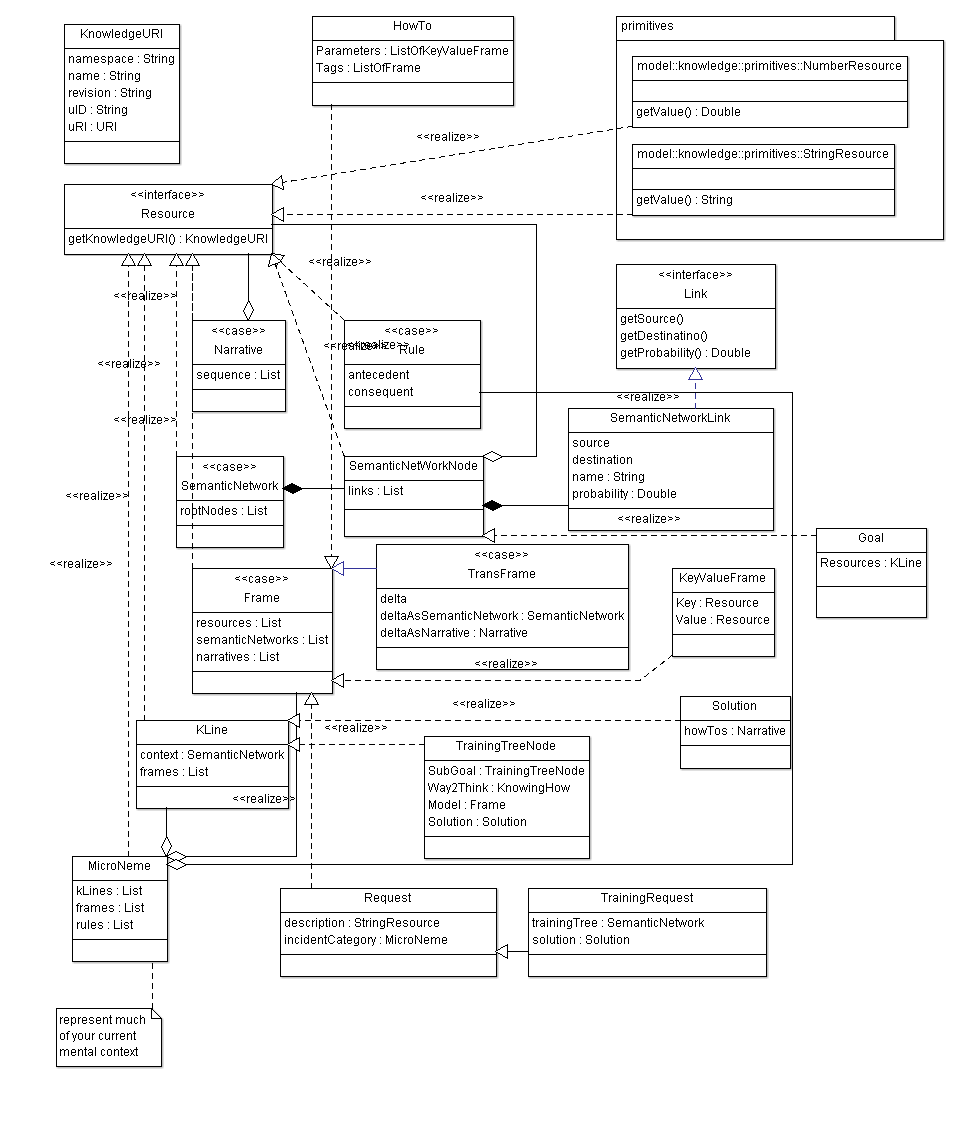 KnowledgeURI
namespace : String
name : String
revision : String
uID : String
uRI : URI
HowTo
Parameters : ListOfKeyValueFrame
Tags : ListOfFrame
primitives
model::knowledge::primitives::NumberResource
getValue() : Double
model::knowledge::primitives::StringResource
getValue() : String
<<realize>>
<<realize>>
<<interface>>
Resource
getKnowledgeURI() : KnowledgeURI
<<realize>>
<<realize>>
<<interface>>
Link
getSource()
getDestinatino()
getProbability() : Double
<<case>>
Narrative
sequence : List
<<case>>
Rule
antecedent
consequent
<<realize>>
<<realize>>
<<realize>>
<<realize>>
<<realize>>
<<realize>>
SemanticNetworkLink
source
destination
name : String
probability : Double
<<case>>
SemanticNetwork
rootNodes : List
SemanticNetWorkNode
links : List
<<realize>>
<<realize>>
<<realize>>
Goal
Resources : KLine
<<case>>
Frame
resources : List
semanticNetworks : List
narratives : List
<<case>>
TransFrame
delta
deltaAsSemanticNetwork : SemanticNetwork
deltaAsNarrative : Narrative
<<realize>>
KeyValueFrame
Key : Resource
Value : Resource
<<realize>>
<<realize>>
Solution
howTos : Narrative
KLine
context : SemanticNetwork
frames : List
<<realize>>
TrainingTreeNode
SubGoal : TrainingTreeNode
Way2Think : KnowingHow
Model : Frame
Solution : Solution
MicroNeme
kLines : List
frames : List
rules : List
Request
description : StringResource
incidentCategory : MicroNeme
TrainingRequest
trainingTree : SemanticNetwork
solution : Solution
represent much
of your current
mental context